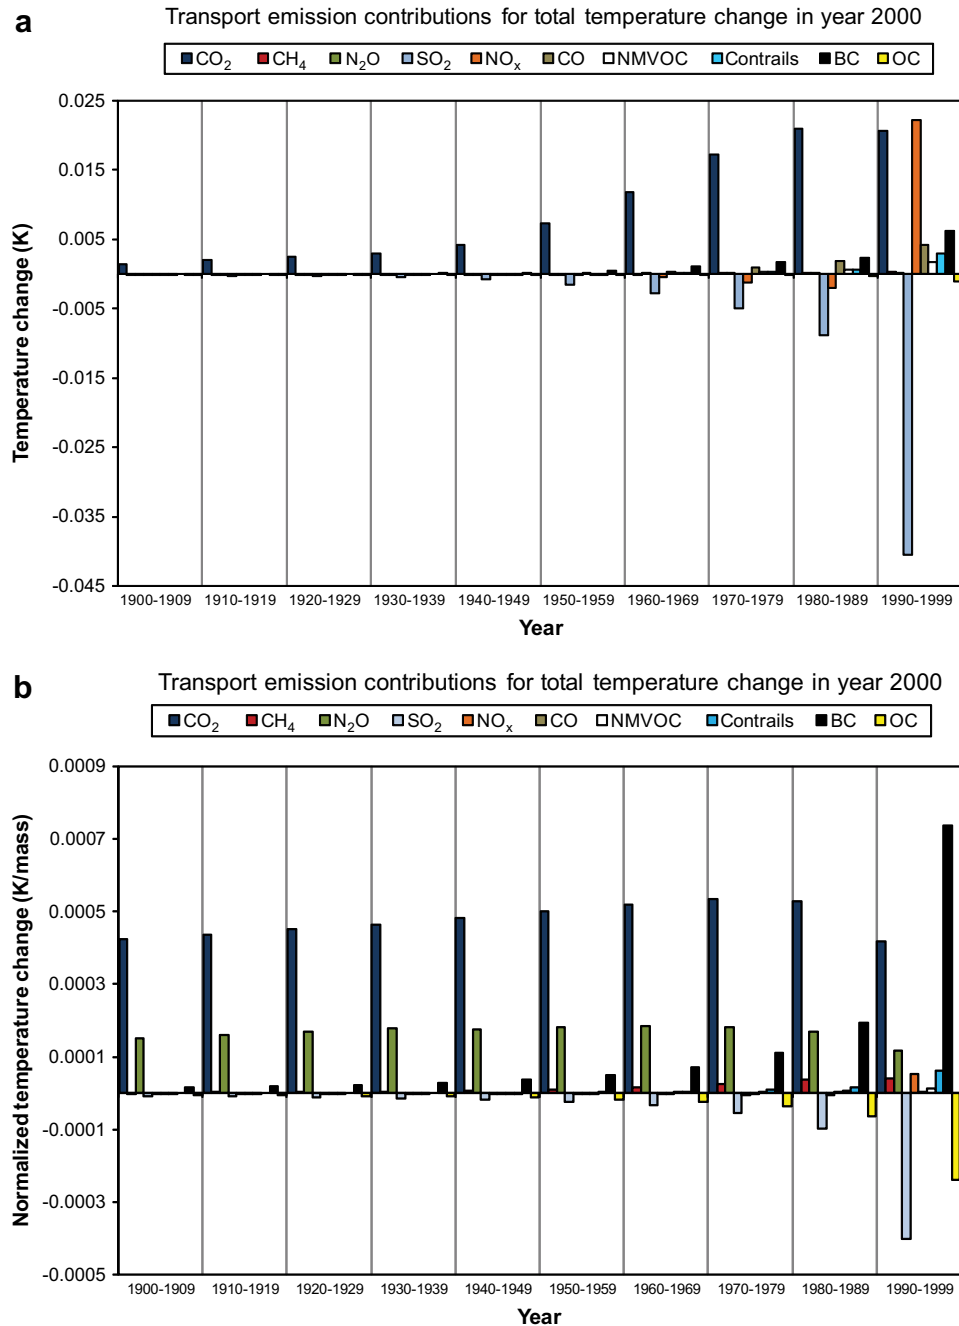 a
Transport emission contributions for total temperature change in year 2000
CO₂ CH₄ N₂O SO₂ NOₓ CO NMVOC Contrails BC OC
0.025
0.015
0.005
-0.005
-0.015
-0.025
-0.035
-0.045
Temperature change (K)
1900-1909 1910-1919 1920-1929 1930-1939 1940-1949 1950-1959 1960-1969 1970-1979 1980-1989 1990-1999
Year
b
Transport emission contributions for total temperature change in year 2000
CO₂ CH₄ N₂O SO₂ NOₓ CO NMVOC Contrails BC OC
0.0009
0.0007
0.0005
0.0003
0.0001
-0.0001
-0.0003
-0.0005
Normalized temperature change (K/mass)
1900-1909 1910-1919 1920-1929 1930-1939 1940-1949 1950-1959 1960-1969 1970-1979 1980-1989 1990-1999
Year